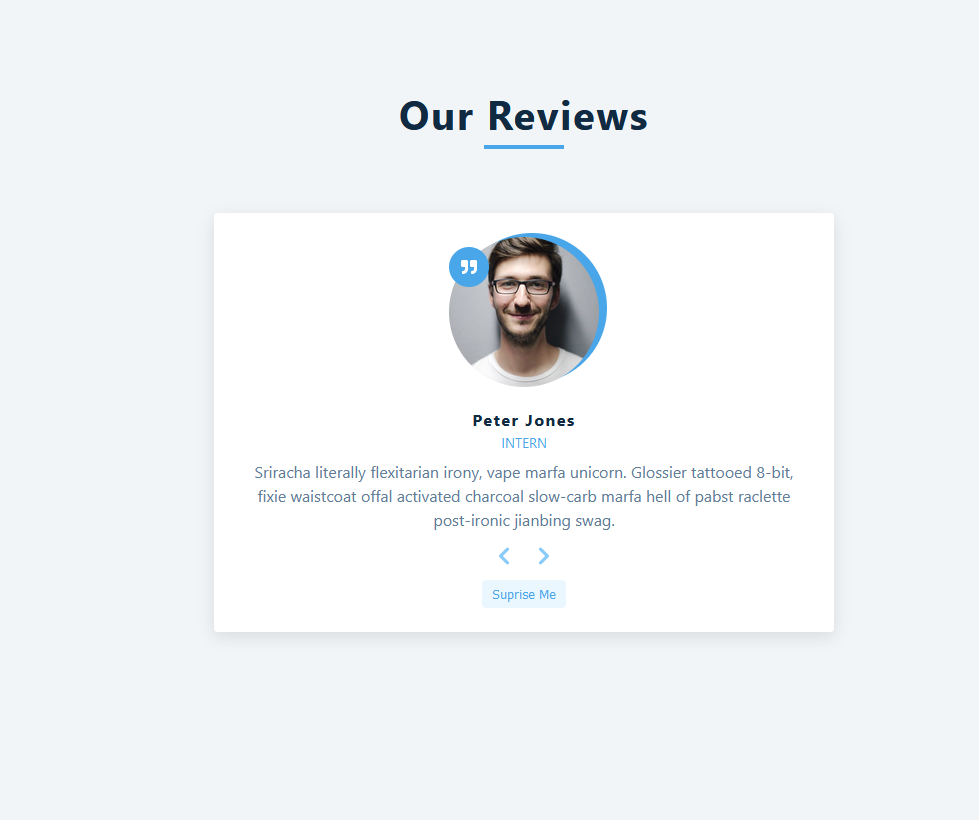 Our Reviews
Peter Jones
INTERN
Sriracha literally flexitarian irony, vape marfa unicorn. Glossier tattooed 8-bit,
fixie waistcoat offal activated charcoal slow-carb marfa hell of pabst raclette
post-ironic jianbing swag.
Suprise Me